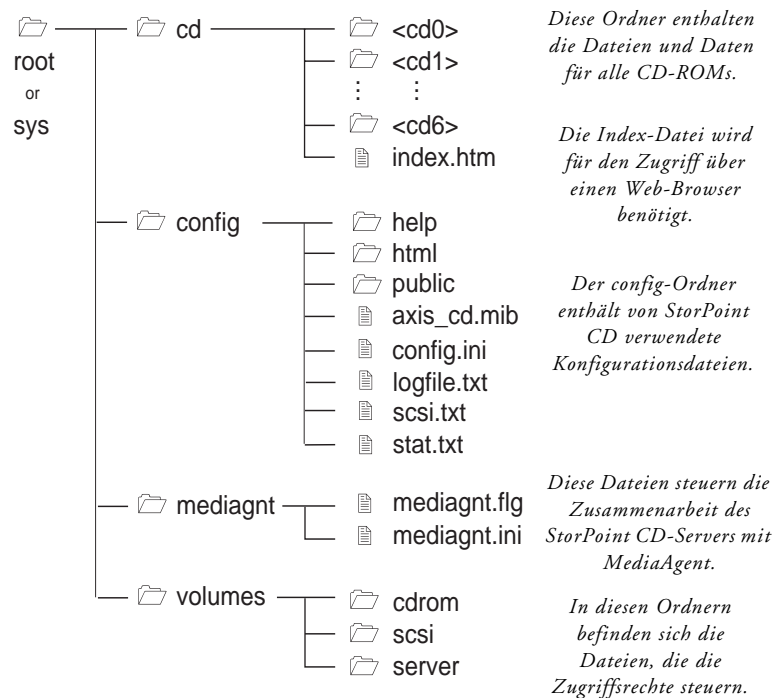 cd
<cd0>
Diese Ordner enthalten
die Dateien und Daten
für alle CD-ROMs.
root
or
sys
<cd1>
<cd6>
index.htm
Die Index-Datei wird
für den Zugriff über
einen Web-Browser
benötigt.
config
help
html
public
axis_cd.mib
config.ini
logfile.txt
scsi.txt
stat.txt
Der config-Ordner
enthält von StorPoint
CD verwendete
Konfigurationsdateien.
mediagnt
mediagnt.flg
mediagnt.ini
Diese Dateien steuern die
Zusammenarbeit des
StorPoint CD-Servers mit
MediaAgent.
volumes
cdrom
scsi
server
In diesen Ordnern
befinden sich die
Dateien, die die
Zugriffsrechte steuern.